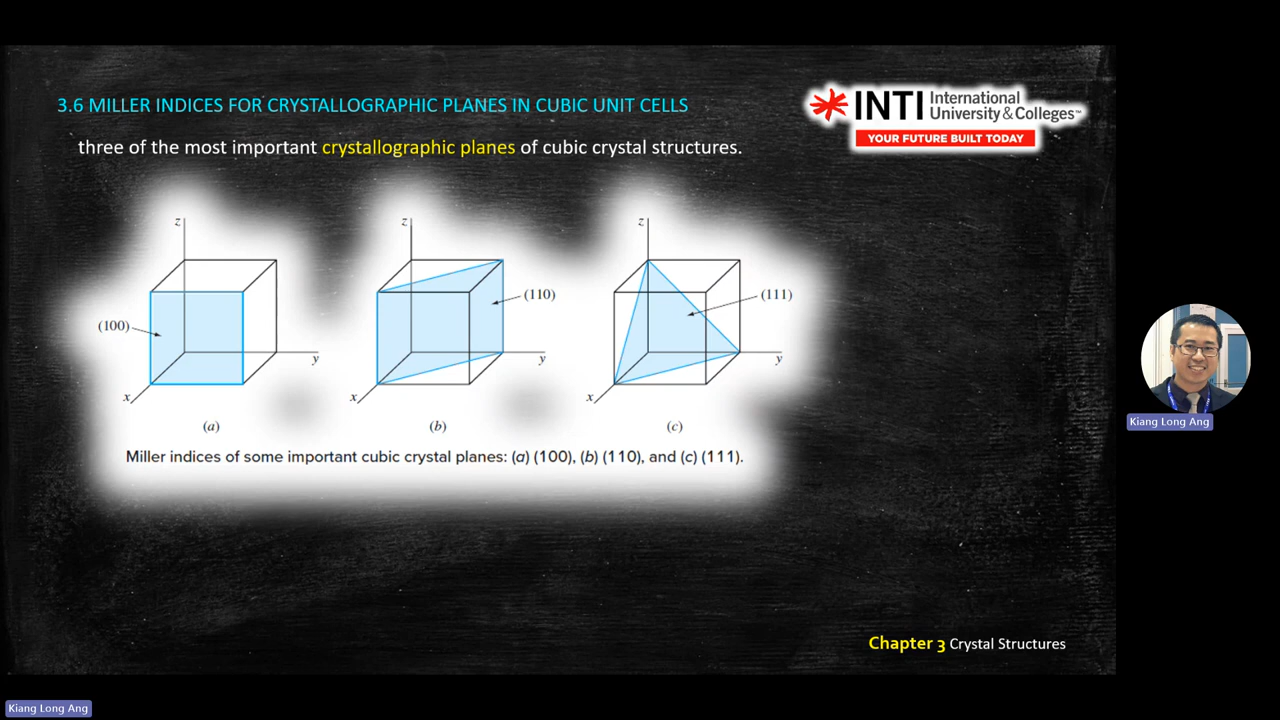 3.6 MILLER INDICES FOR CRYSTALLOGRAPHIC PLANES IN CUBIC UNIT CELLS
INTI International
University & Colleges™
YOUR FUTURE BUILT TODAY
three of the most important crystallographic planes of cubic crystal structures.
z
(100)
y
x
(a)
z
(110)
y
x
(b)
z
(111)
y
x
(c)
Miller indices of some important cubic crystal planes: (a) (100), (b) (110), and (c) (111).
Kiang Long Ang
Chapter 3 Crystal Structures
Kiang Long Ang